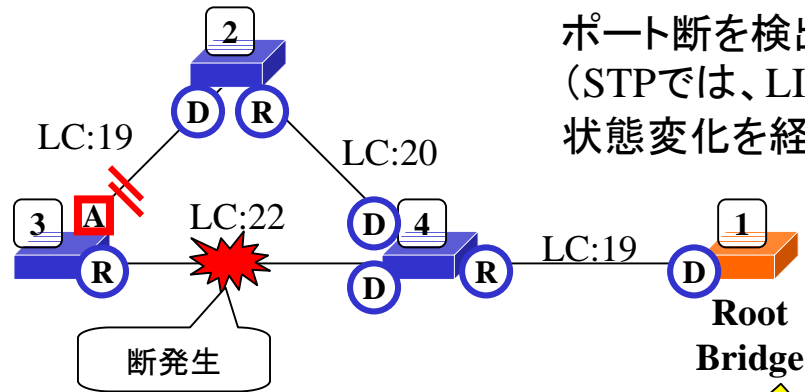 ポート断を検出
（STPでは、LI
状態変化を経
2
D
R
LC:19
LC:20
3
A
LC:22
D
4
LC:19
1
R
D
R
D
Root
Bridge
断発生